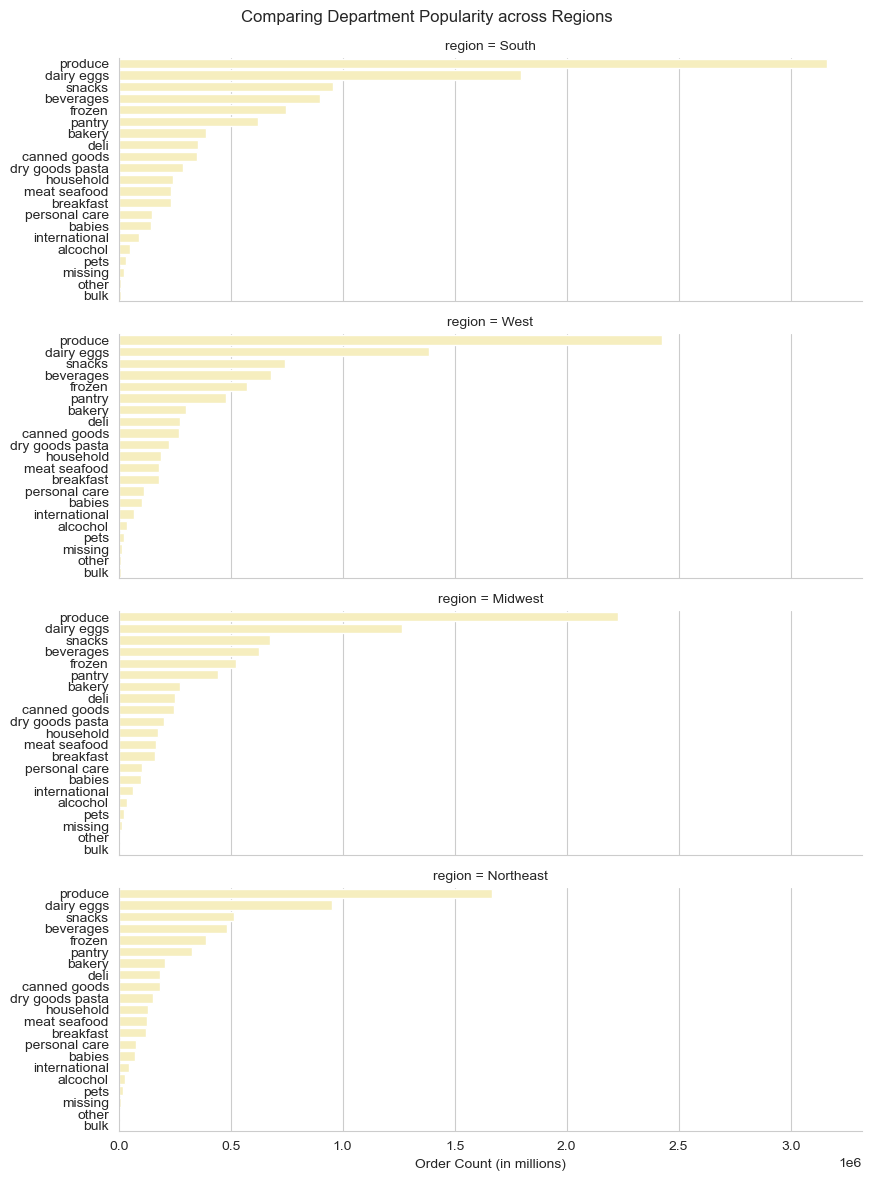 Comparing Department Popularity across Regions
region = South
produce
dairy eggs
snacks
beverages
frozen
pantry
bakery
deli
canned goods
dry goods pasta
household
meat seafood
breakfast
personal care
babies
international
alcochol
pets
missing
other
bulk
region = West
produce
dairy eggs
snacks
beverages
frozen
pantry
bakery
deli
canned goods
dry goods pasta
household
meat seafood
breakfast
personal care
babies
international
alcochol
pets
missing
other
bulk
region = Midwest
produce
dairy eggs
snacks
beverages
frozen
pantry
bakery
deli
canned goods
dry goods pasta
household
meat seafood
breakfast
personal care
babies
international
alcochol
pets
missing
other
bulk
region = Northeast
produce
dairy eggs
snacks
beverages
frozen
pantry
bakery
deli
canned goods
dry goods pasta
household
meat seafood
breakfast
personal care
babies
international
alcochol
pets
missing
other
bulk
0.0 0.5 1.0 1.5 2.0 2.5 3.0
Order Count (in millions) 1e6